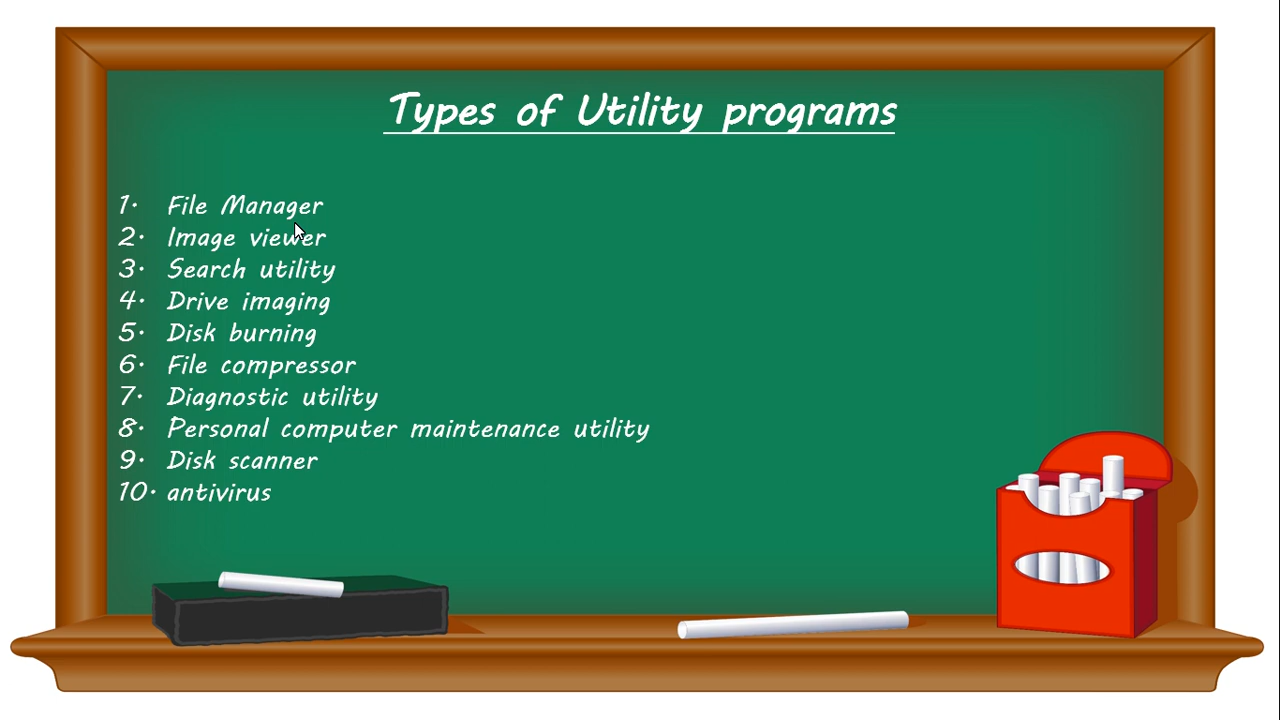 Types of Utility programs
1. File Manager
2. Image viewer
3. Search utility
4. Drive imaging
5. Disk burning
6. File compressor
7. Diagnostic utility
8. Personal computer maintenance utility
9. Disk scanner
10. antivirus